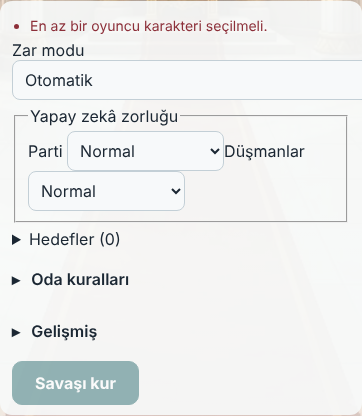 En az bir oyuncu karakteri seçilmeli.
Zar modu
Otomatik
Yapay zekâ zorluğu
Parti Normal Düşmanlar
Normal
Hedefler (0)
Oda kuralları
Gelişmiş
Savaşı kur